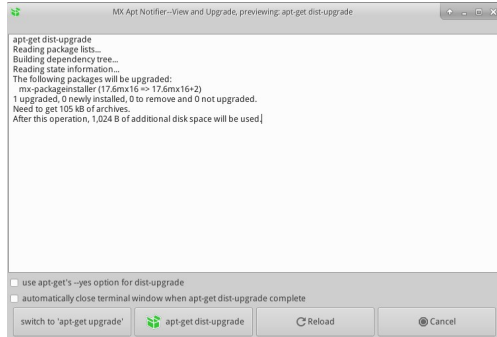 MX Apt Notifier--View and Upgrade, previewing: apt-get dist-upgrade
apt-get dist-upgrade
Reading package lists...
Building dependency tree...
Reading state information...
The following packages will be upgraded:
mx-packageinstaller (17.6mx16 => 17.6mx16+2)
1 upgraded, 0 newly installed, 0 to remove and 0 not upgraded.
Need to get 105 kB of archives.
After this operation, 1,024 B of additional disk space will be used.
use apt-get's --yes option for dist-upgrade
automatically close terminal window when apt-get dist-upgrade complete
switch to 'apt-get upgrade' apt-get dist-upgrade Reload Cancel